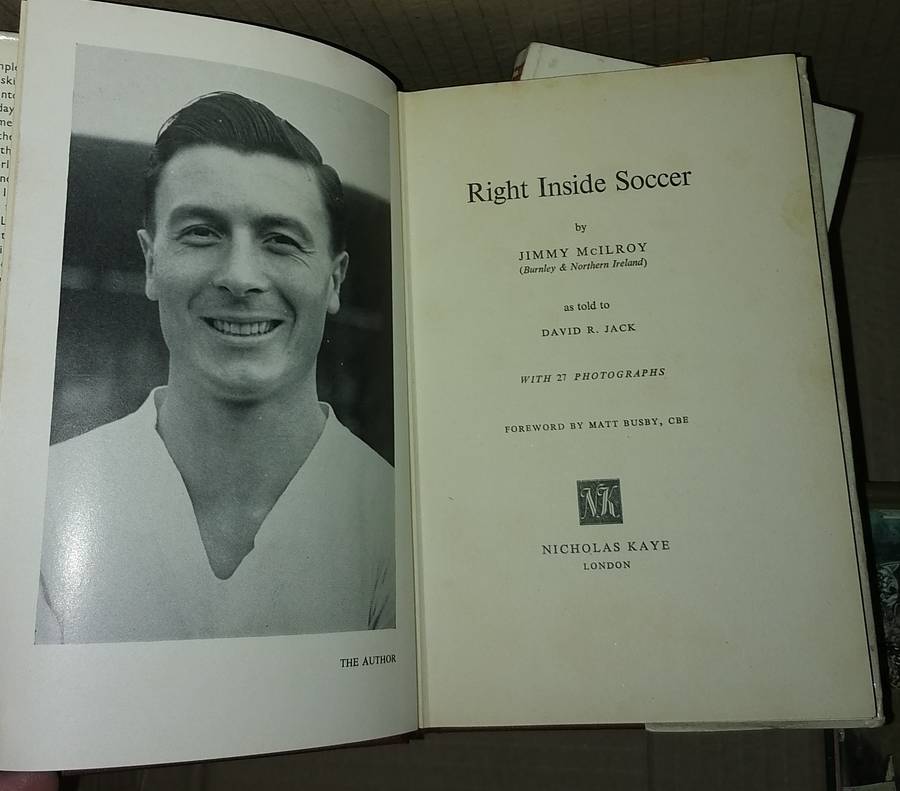 THE AUTHOR
Right Inside Soccer
by
JIMMY McILROY
(Burnley & Northern Ireland)
as told to
DAVID R. JACK
WITH 27 PHOTOGRAPHS
FOREWORD BY MATT BUSBY, CBE
NK
NICHOLAS KAYE
LONDON